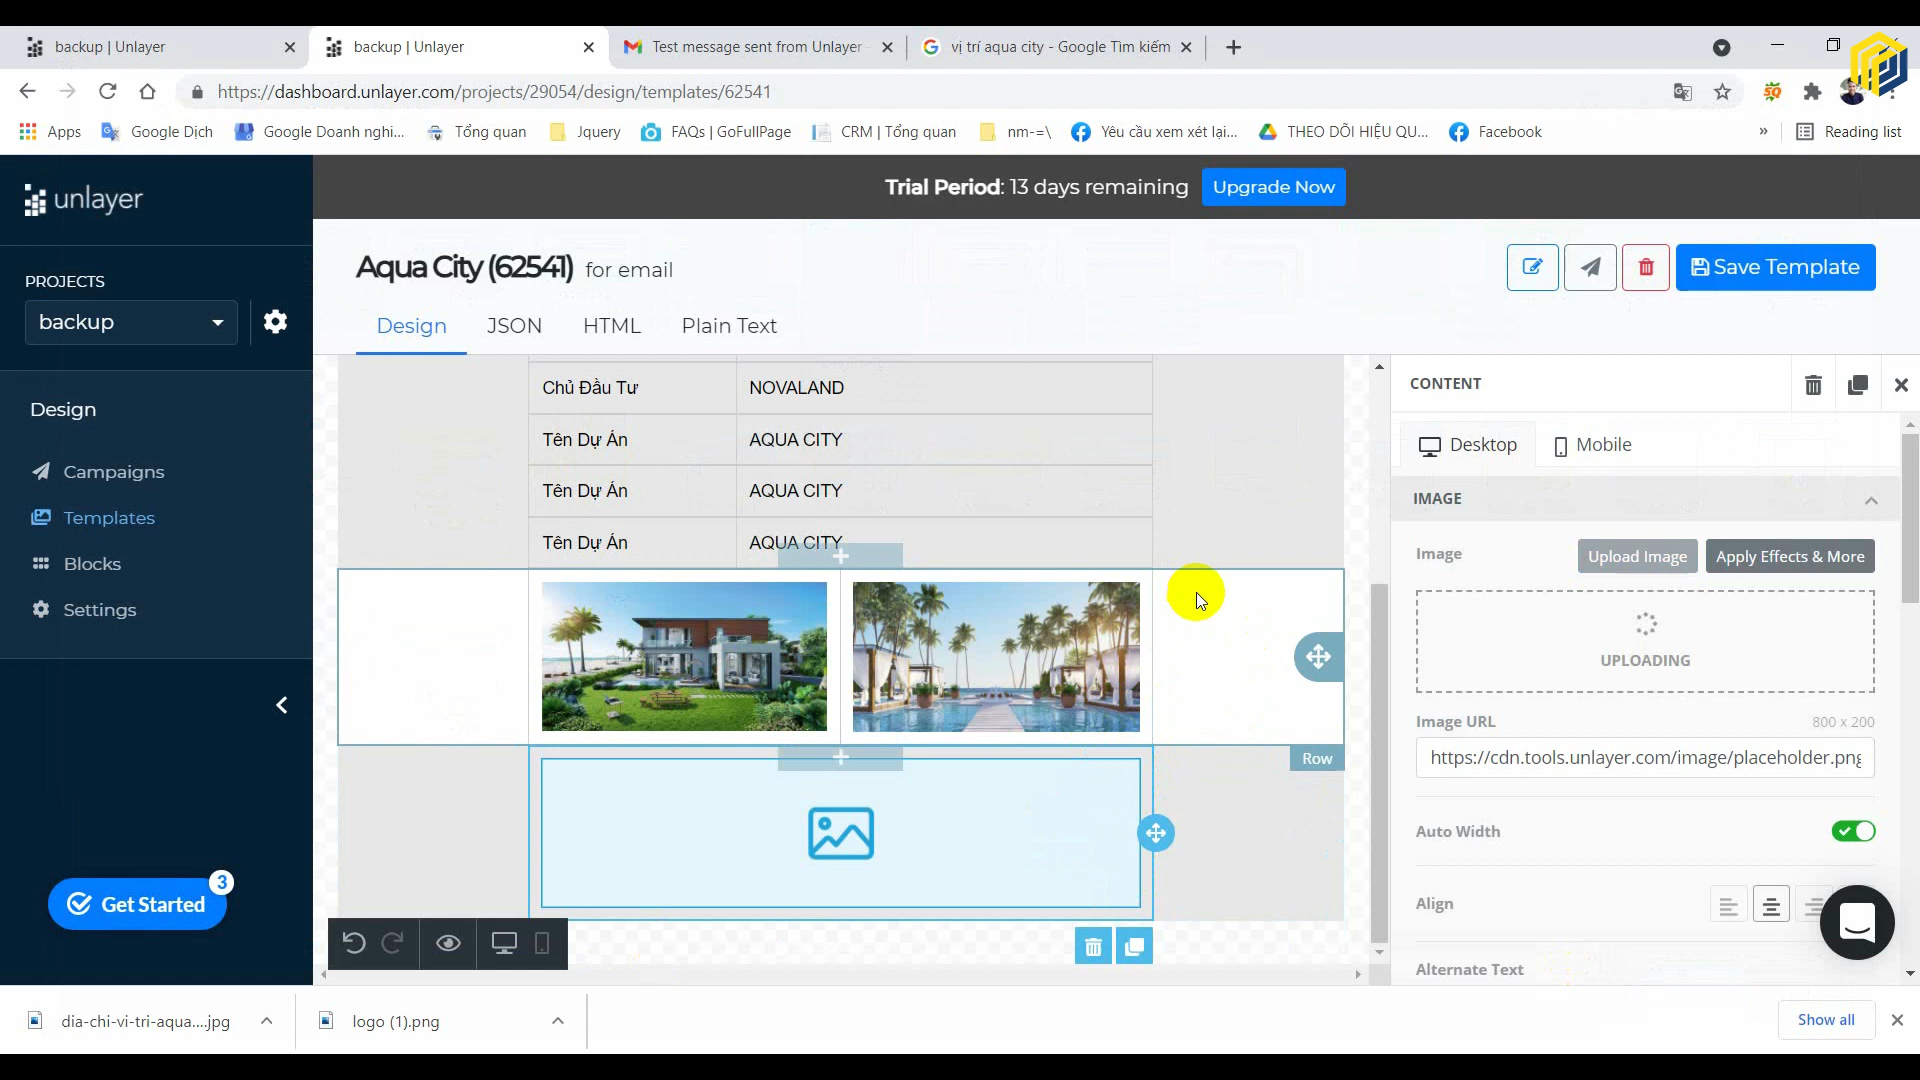 backup | Unlayer
backup | Unlayer
Test message sent from Unlayer
vị trí aqua city - Google Tìm kiếm
https://dashboard.unlayer.com/projects/29054/design/templates/62541
Apps
Google Dịch
Google Doanh nghi...
Tổng quan
Jquery
FAQs | GoFullPage
CRM | Tổng quan
nm-=\
Yêu cầu xem xét lại...
THEO DÕI HIỆU QU...
Facebook
»
Reading list
unlayer
Trial Period: 13 days remaining
Upgrade Now
PROJECTS
backup
Aqua City (62541) for email
Save Template
Design
JSON
HTML
Plain Text
Design
Campaigns
Templates
Blocks
Settings
Get Started
3
Chủ Đầu Tư
NOVALAND
Tên Dự Án
AQUA CITY
Tên Dự Án
AQUA CITY
Tên Dự Án
AQUA CITY
Row
CONTENT
Desktop
Mobile
IMAGE
Image
Upload Image
Apply Effects & More
UPLOADING
Image URL
800 x 200
https://cdn.tools.unlayer.com/image/placeholder.png
Auto Width
Align
Alternate Text
dia-chi-vi-tri-aqua....jpg
logo (1).png
Show all